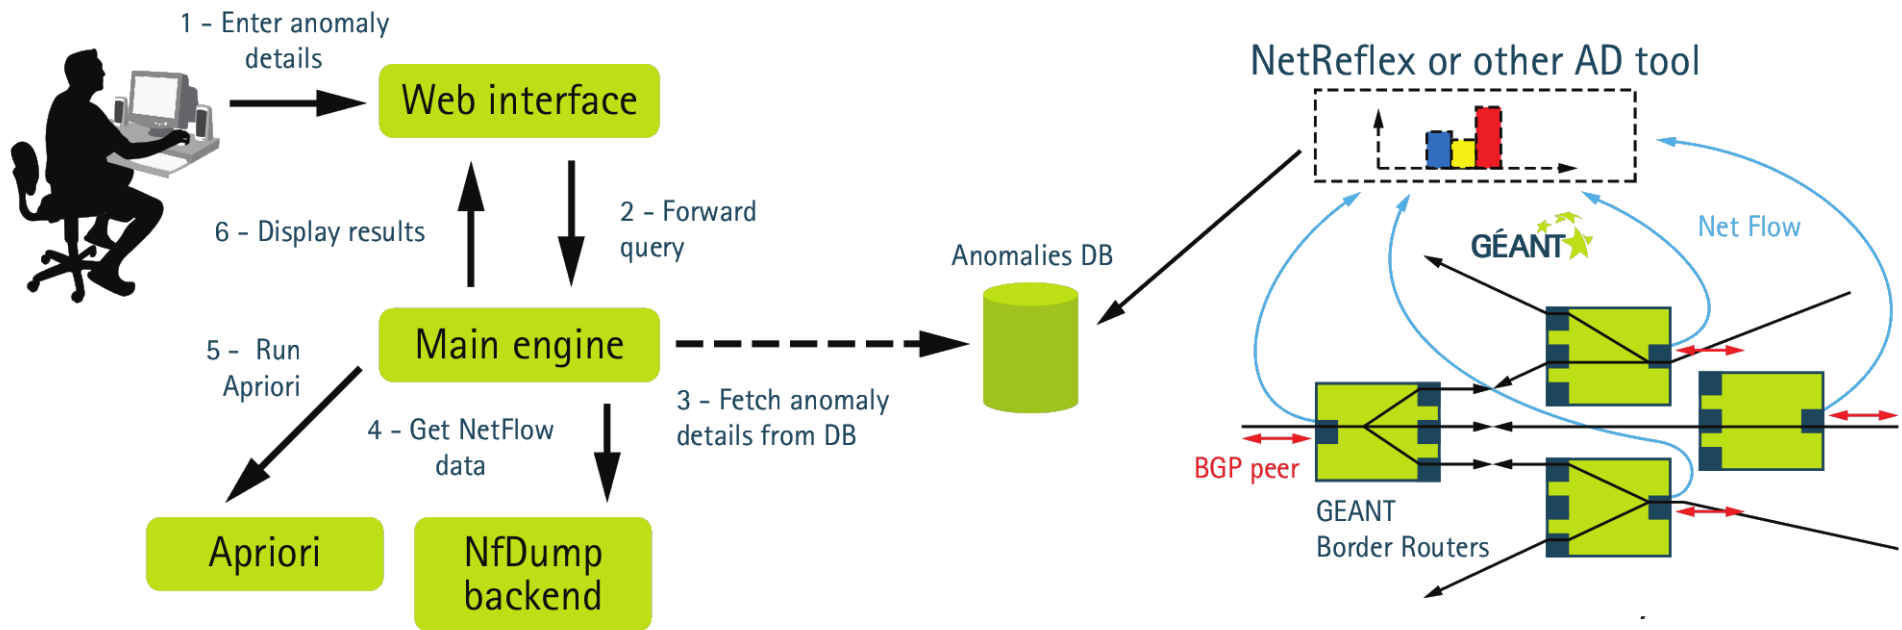 1 - Enter anomaly
details
Web interface
6 - Display results
2 - Forward
query
Main engine
5 - Run
Apriori
4 - Get NetFlow
data
3 - Fetch anomaly
details from DB
Apriori
NfDump
backend
Anomalies DB
NetReflex or other AD tool
GÉANT
Net Flow
BGP peer
GEANT
Border Routers